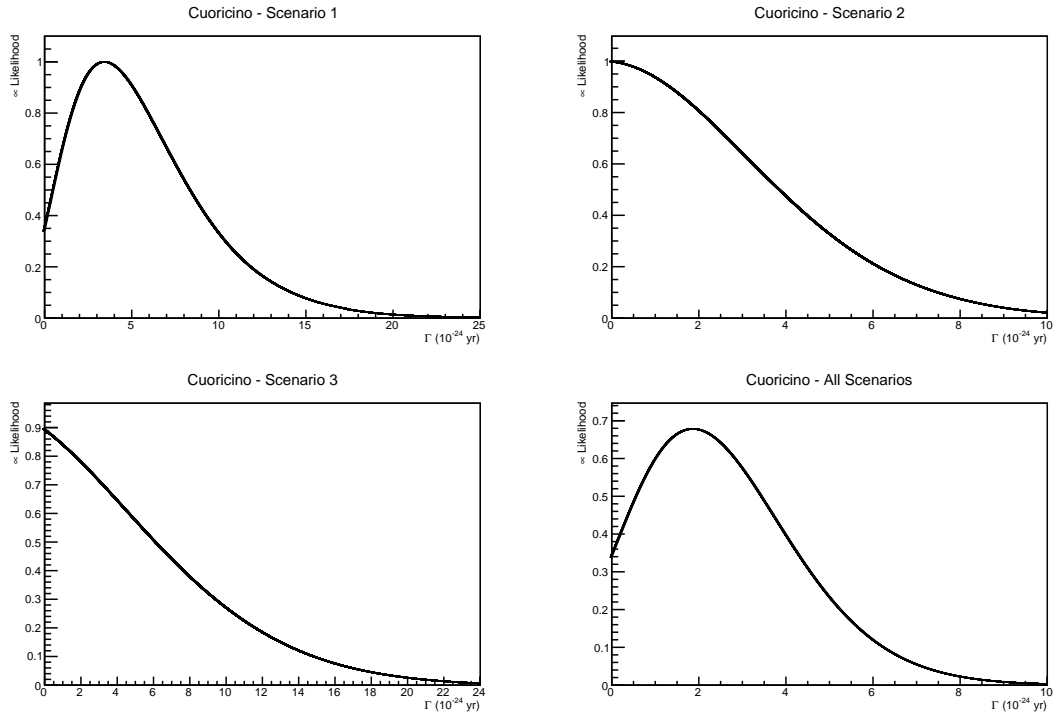 Cuoricino - Scenario 1
∝ Likelihood
1
0.8
0.6
0.4
0.2
0
0 5 10 15 20 25
Γ (10⁻²⁴ yr)
Cuoricino - Scenario 2
∝ Likelihood
1
0.8
0.6
0.4
0.2
0
0 2 4 6 8 10
Γ (10⁻²⁴ yr)
Cuoricino - Scenario 3
∝ Likelihood
0.9
0.8
0.7
0.6
0.5
0.4
0.3
0.2
0.1
0
0 2 4 6 8 10 12 14 16 18 20 22 24
Γ (10⁻²⁴ yr)
Cuoricino - All Scenarios
∝ Likelihood
0.7
0.6
0.5
0.4
0.3
0.2
0.1
0
0 2 4 6 8 10
Γ (10⁻²⁴ yr)